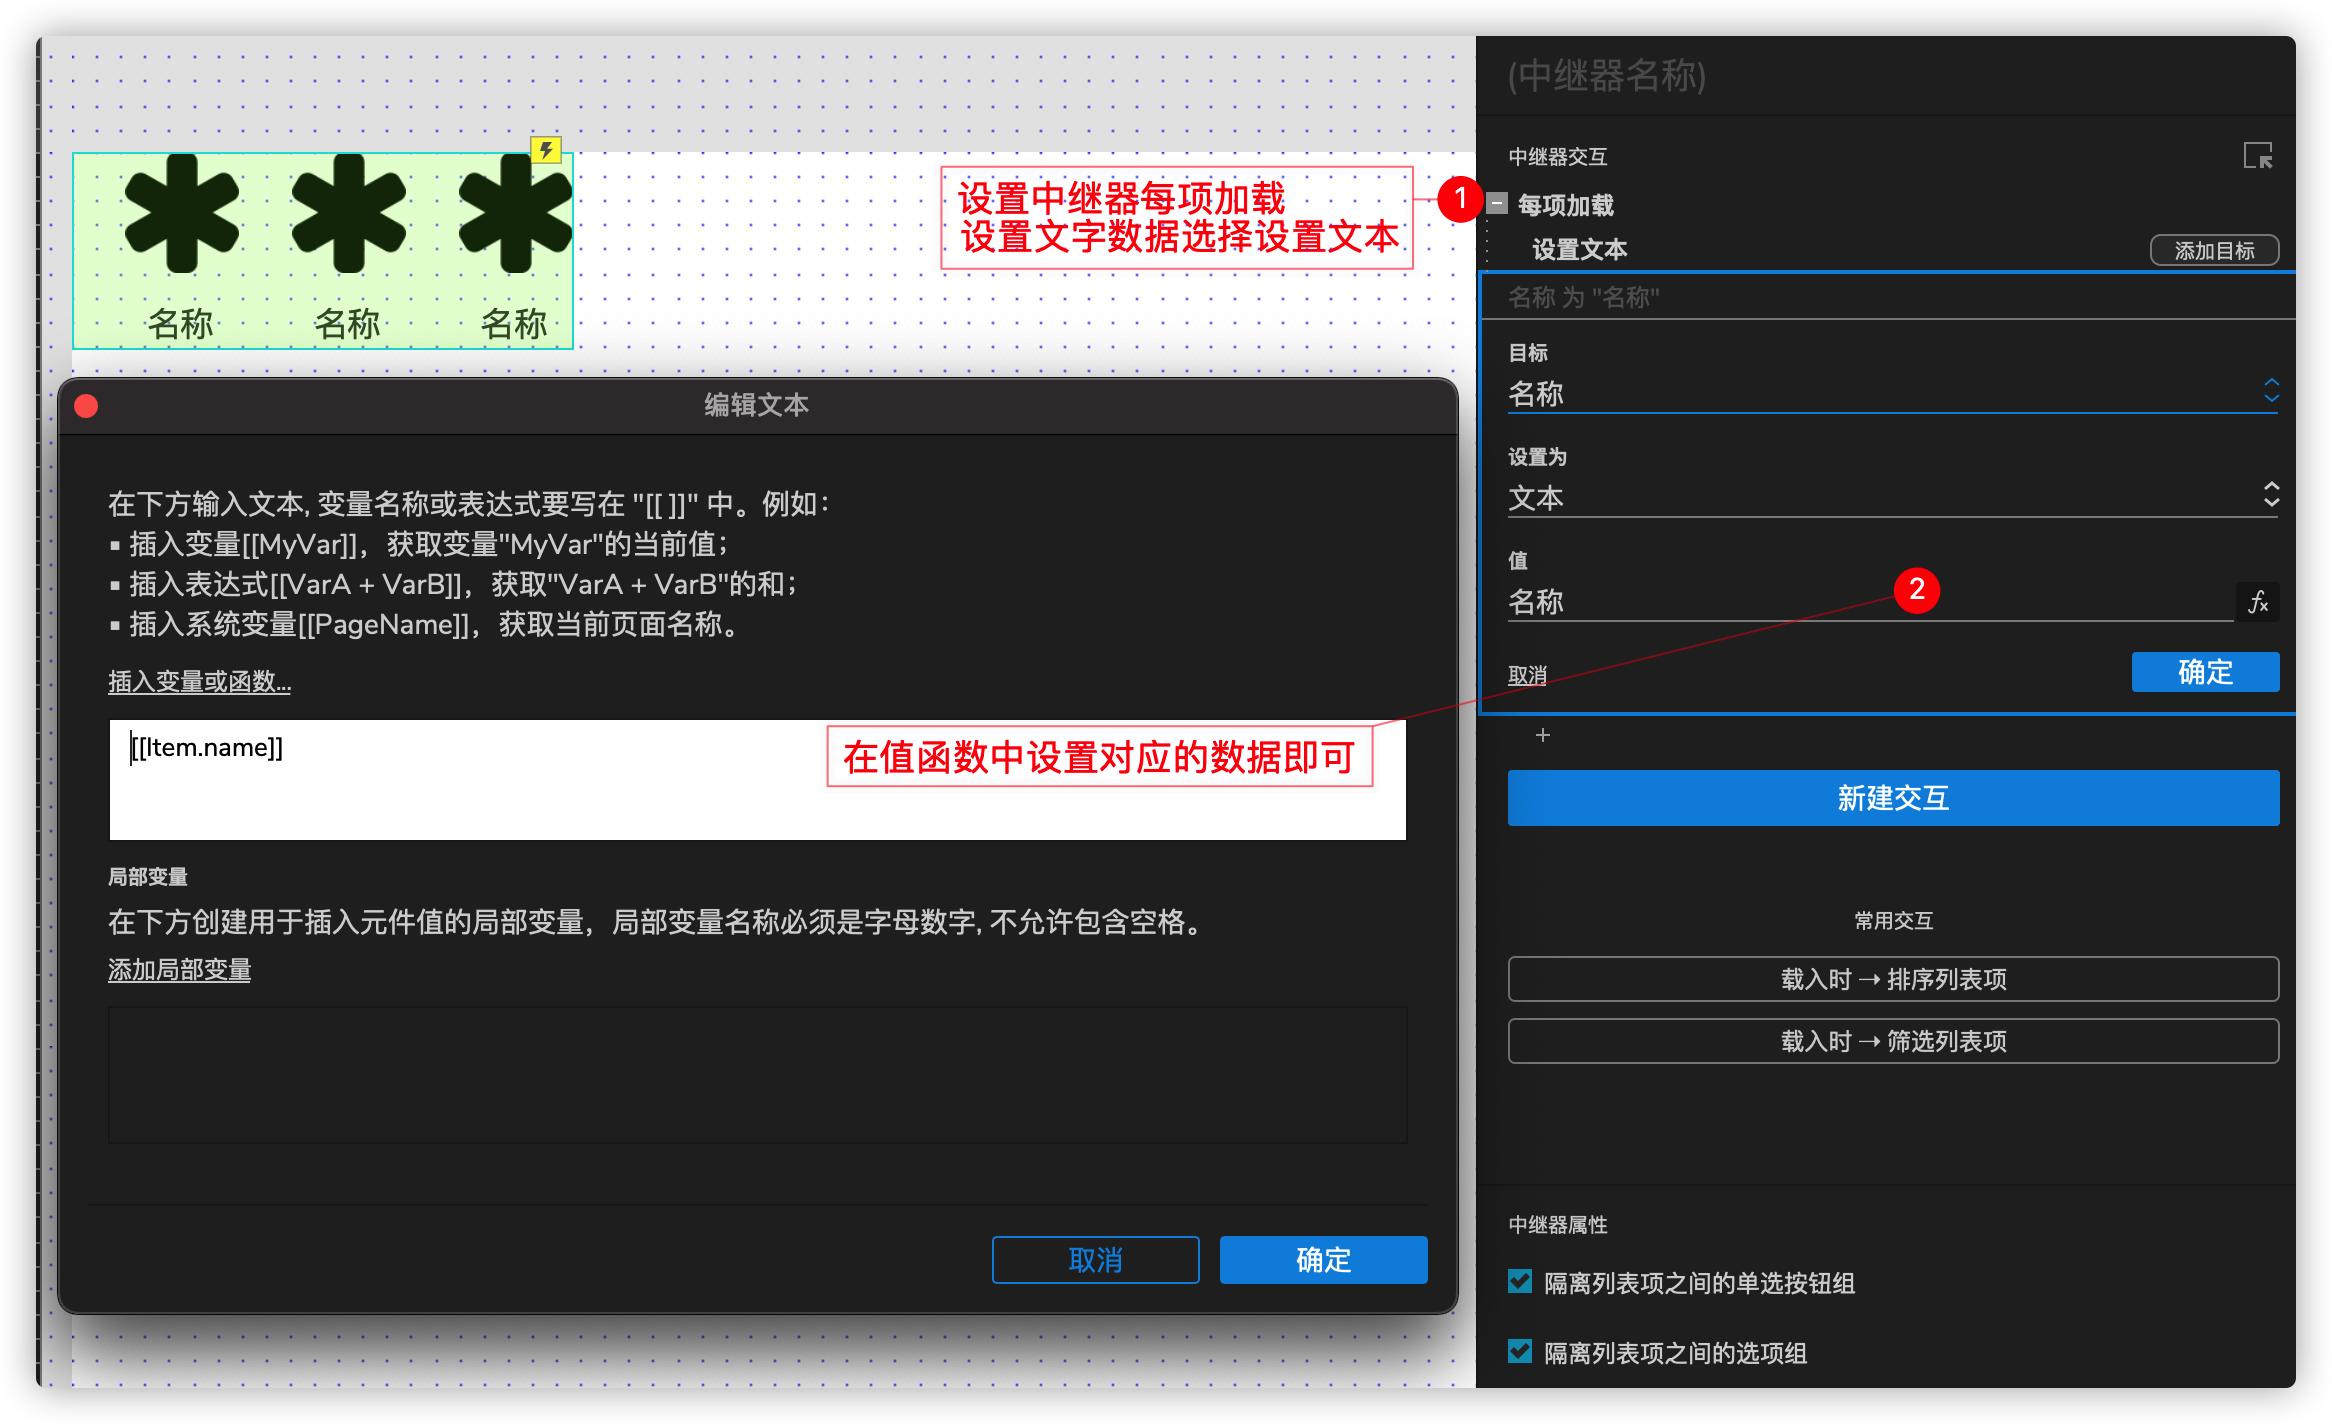 名称
名称
名称
设置中继器每项加载
设置文字数据选择设置文本
1
编辑文本
在下方输入文本, 变量名称或表达式要写在 "[[ ]]" 中。例如：
▪ 插入变量[[MyVar]]，获取变量"MyVar"的当前值；
▪ 插入表达式[[VarA + VarB]]，获取"VarA + VarB"的和；
▪ 插入系统变量[[PageName]]，获取当前页面名称。
插入变量或函数...
[[Item.name]]
在值函数中设置对应的数据即可
局部变量
在下方创建用于插入元件值的局部变量，局部变量名称必须是字母数字, 不允许包含空格。
添加局部变量
取消
确定
(中继器名称)
中继器交互
每项加载
设置文本
添加目标
名称 为 "名称"
目标
名称
设置为
文本
值
2
名称
fx
取消
确定
+
新建交互
常用交互
载入时 → 排序列表项
载入时 → 筛选列表项
中继器属性
隔离列表项之间的单选按钮组
隔离列表项之间的选项组